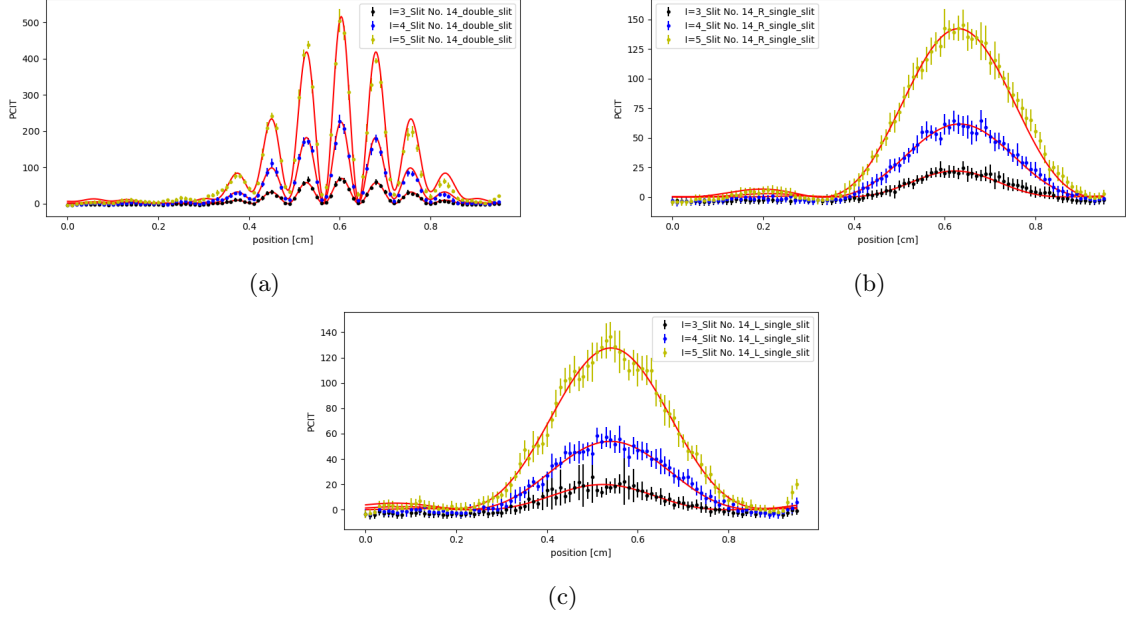 I=3_Slit No. 14_double_slit
I=4_Slit No. 14_double_slit
I=5_Slit No. 14_double_slit
PCIT
500
400
300
200
100
0
0.0 0.2 0.4 0.6 0.8
position [cm]
(a)
I=3_Slit No. 14_R_single_slit
I=4_Slit No. 14_R_single_slit
I=5_Slit No. 14_R_single_slit
PCIT
150
125
100
75
50
25
0
0.0 0.2 0.4 0.6 0.8
position [cm]
(b)
I=3_Slit No. 14_L_single_slit
I=4_Slit No. 14_L_single_slit
I=5_Slit No. 14_L_single_slit
PCIT
140
120
100
80
60
40
20
0
0.0 0.2 0.4 0.6 0.8
position [cm]
(c)